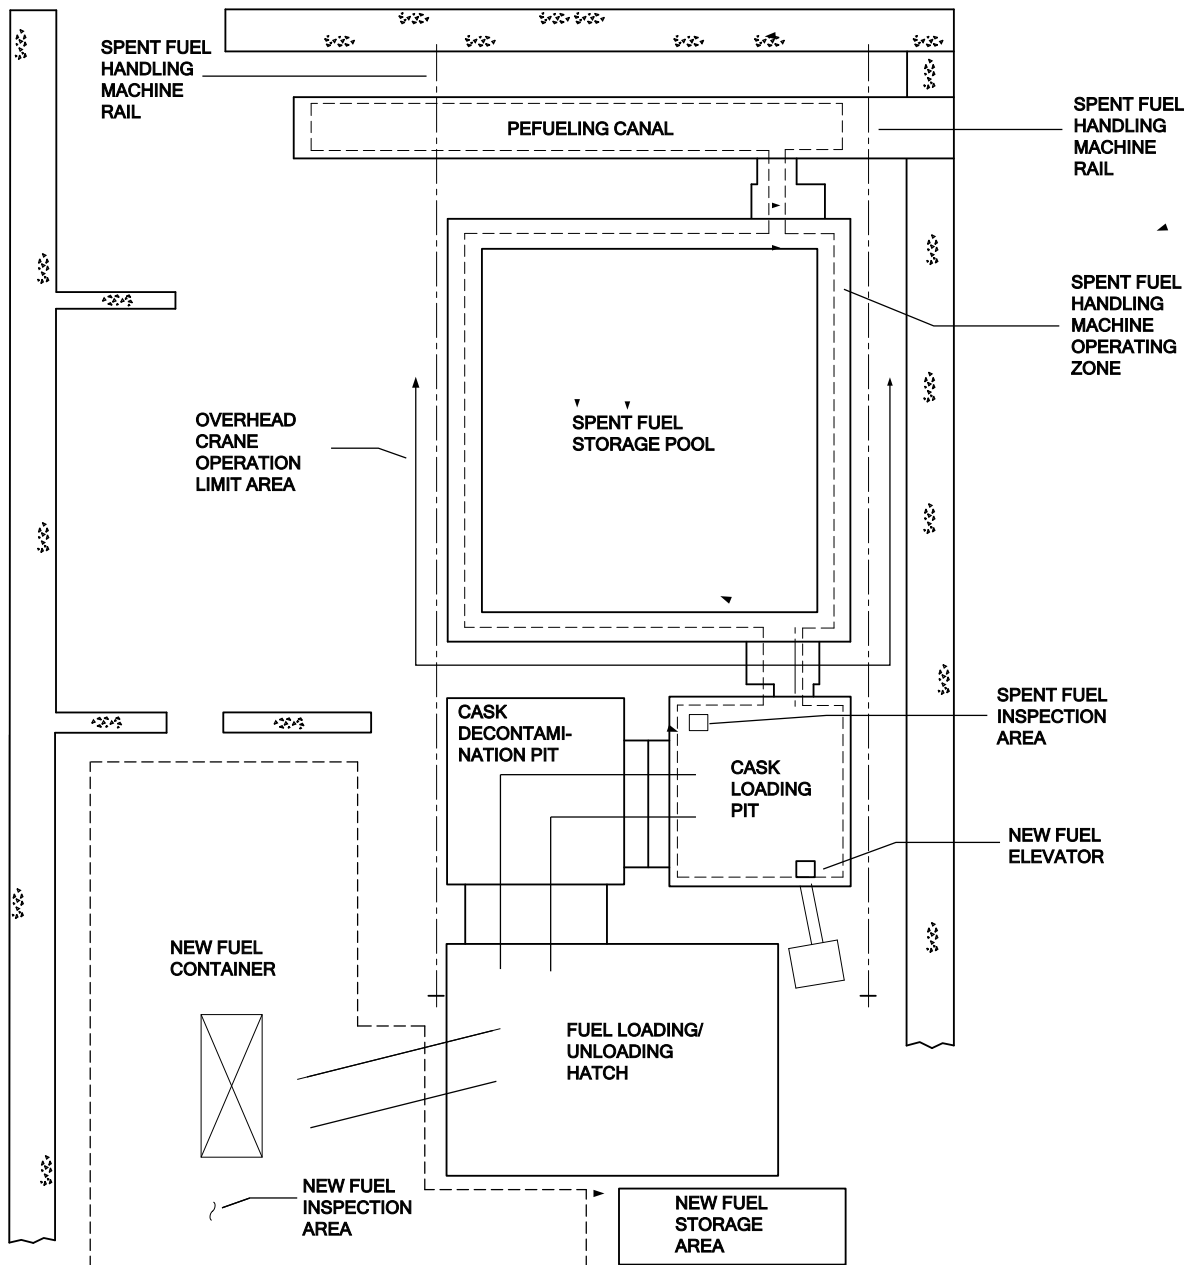 SPENT FUEL
HANDLING
MACHINE
RAIL
PEFUELING CANAL
SPENT FUEL
HANDLING
MACHINE
RAIL
SPENT FUEL
HANDLING
MACHINE
OPERATING
ZONE
OVERHEAD
CRANE
OPERATION
LIMIT AREA
SPENT FUEL
STORAGE POOL
SPENT FUEL
INSPECTION
AREA
CASK
DECONTAMI-
NATION PIT
CASK
LOADING
PIT
NEW FUEL
ELEVATOR
NEW FUEL
CONTAINER
FUEL LOADING/
UNLOADING
HATCH
NEW FUEL
INSPECTION
AREA
NEW FUEL
STORAGE
AREA